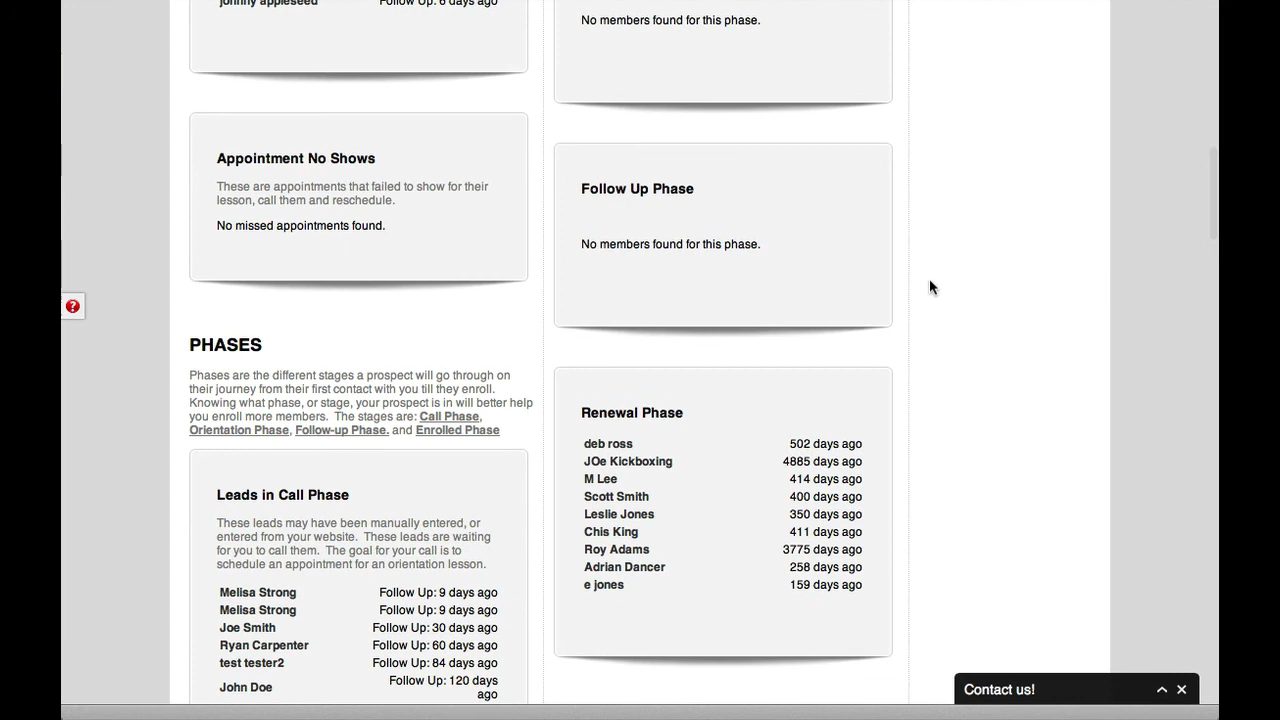 johnny appleseed Follow Up: 6 days ago
Appointment No Shows
These are appointments that failed to show for their
lesson, call them and reschedule.
No missed appointments found.
PHASES
Phases are the different stages a prospect will go through on
their journey from their first contact with you till they enroll.
Knowing what phase, or stage, your prospect is in will better help
you enroll more members. The stages are: Call Phase,
Orientation Phase, Follow-up Phase. and Enrolled Phase
Leads in Call Phase
These leads may have been manually entered, or
entered from your website. These leads are waiting
for you to call them. The goal for your call is to
schedule an appointment for an orientation lesson.
Melisa Strong Follow Up: 9 days ago
Melisa Strong Follow Up: 9 days ago
Joe Smith Follow Up: 30 days ago
Ryan Carpenter Follow Up: 60 days ago
test tester2 Follow Up: 84 days ago
John Doe Follow Up: 120 days
ago
No members found for this phase.
Follow Up Phase
No members found for this phase.
Renewal Phase
deb ross 502 days ago
JOe Kickboxing 4885 days ago
M Lee 414 days ago
Scott Smith 400 days ago
Leslie Jones 350 days ago
Chis King 411 days ago
Roy Adams 3775 days ago
Adrian Dancer 258 days ago
e jones 159 days ago
Contact us!